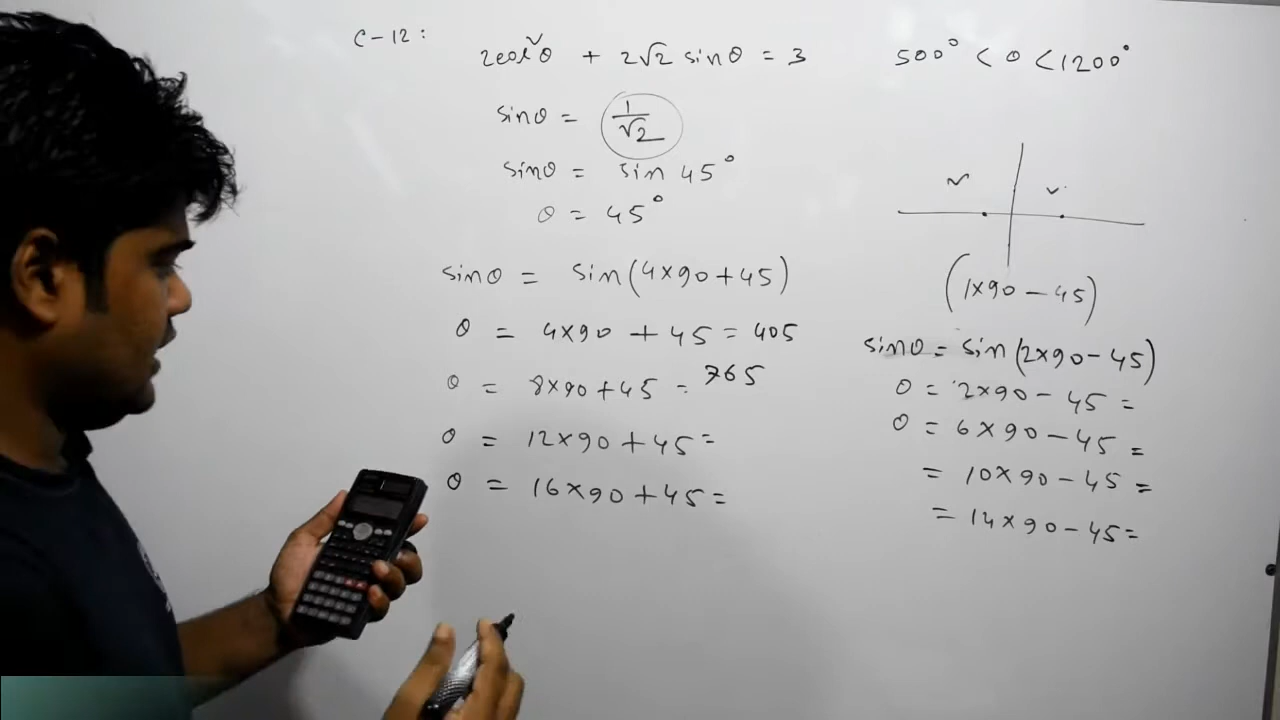 C-12:
2cos²θ + 2√2 sinθ = 3
500° < θ < 1200°
sinθ = 1/√2
sinθ = sin 45°
θ = 45°
sinθ = sin(4×90+45)
θ = 4×90 + 45 = 405
θ = 8×90+45 = 765
θ = 12×90+45 =
θ = 16×90+45 =
(1×90 - 45)
sinθ = sin(2×90-45)
θ = 2×90 - 45 =
θ = 6×90-45 =
= 10×90-45 =
= 14×90-45 =